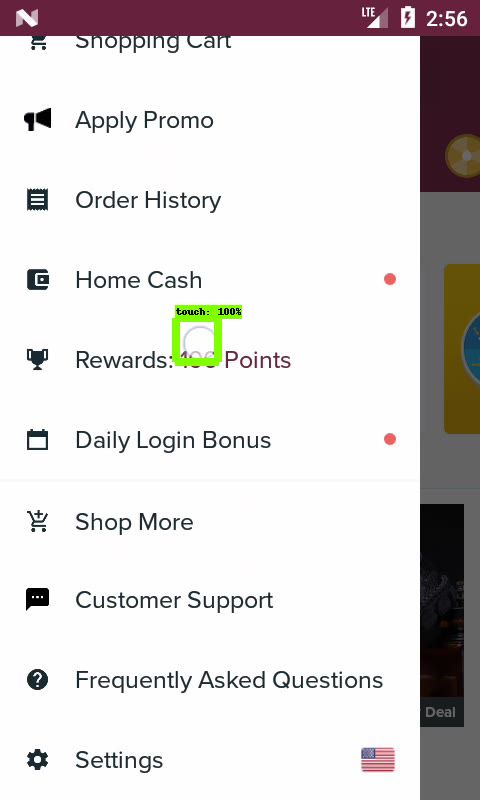 LTE 2:56
Shopping Cart
Apply Promo
Order History
Home Cash
touch: 100%
Rewards: 100 Points
Daily Login Bonus
Shop More
Customer Support
Deal
Frequently Asked Questions
Settings